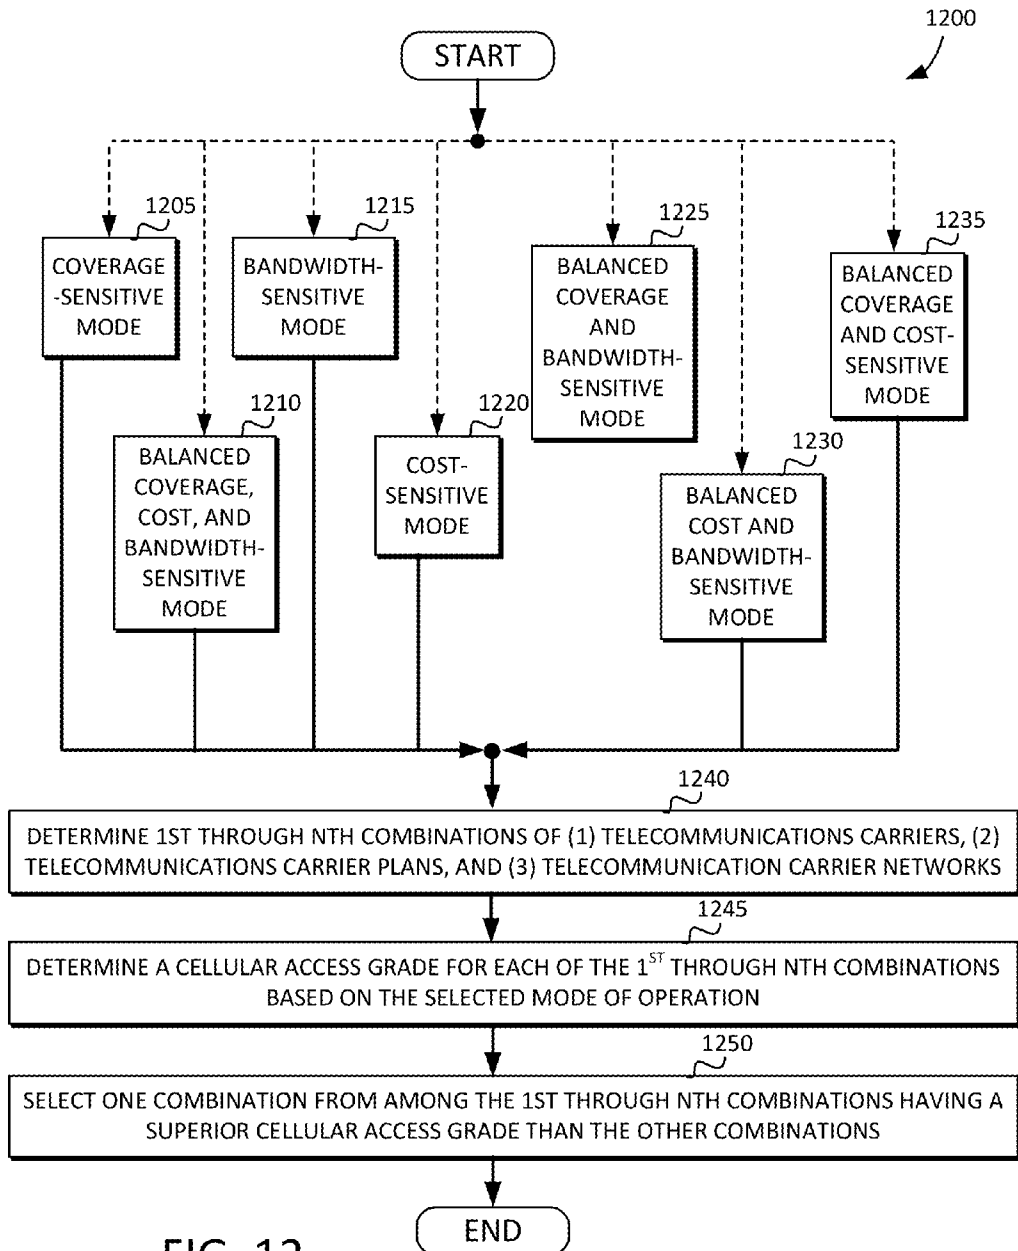 1200
START
1205
COVERAGE
-SENSITIVE
MODE
1215
BANDWIDTH-
SENSITIVE
MODE
1225
BALANCED
COVERAGE
AND
BANDWIDTH-
SENSITIVE
MODE
1235
BALANCED
COVERAGE
AND COST-
SENSITIVE
MODE
1210
BALANCED
COVERAGE,
COST, AND
BANDWIDTH-
SENSITIVE
MODE
1220
COST-
SENSITIVE
MODE
1230
BALANCED
COST AND
BANDWIDTH-
SENSITIVE
MODE
1240
DETERMINE 1ST THROUGH NTH COMBINATIONS OF (1) TELECOMMUNICATIONS CARRIERS, (2)
TELECOMMUNICATIONS CARRIER PLANS, AND (3) TELECOMMUNICATION CARRIER NETWORKS
1245
DETERMINE A CELLULAR ACCESS GRADE FOR EACH OF THE 1ST THROUGH NTH COMBINATIONS
BASED ON THE SELECTED MODE OF OPERATION
1250
SELECT ONE COMBINATION FROM AMONG THE 1ST THROUGH NTH COMBINATIONS HAVING A
SUPERIOR CELLULAR ACCESS GRADE THAN THE OTHER COMBINATIONS
END
FIG. 12